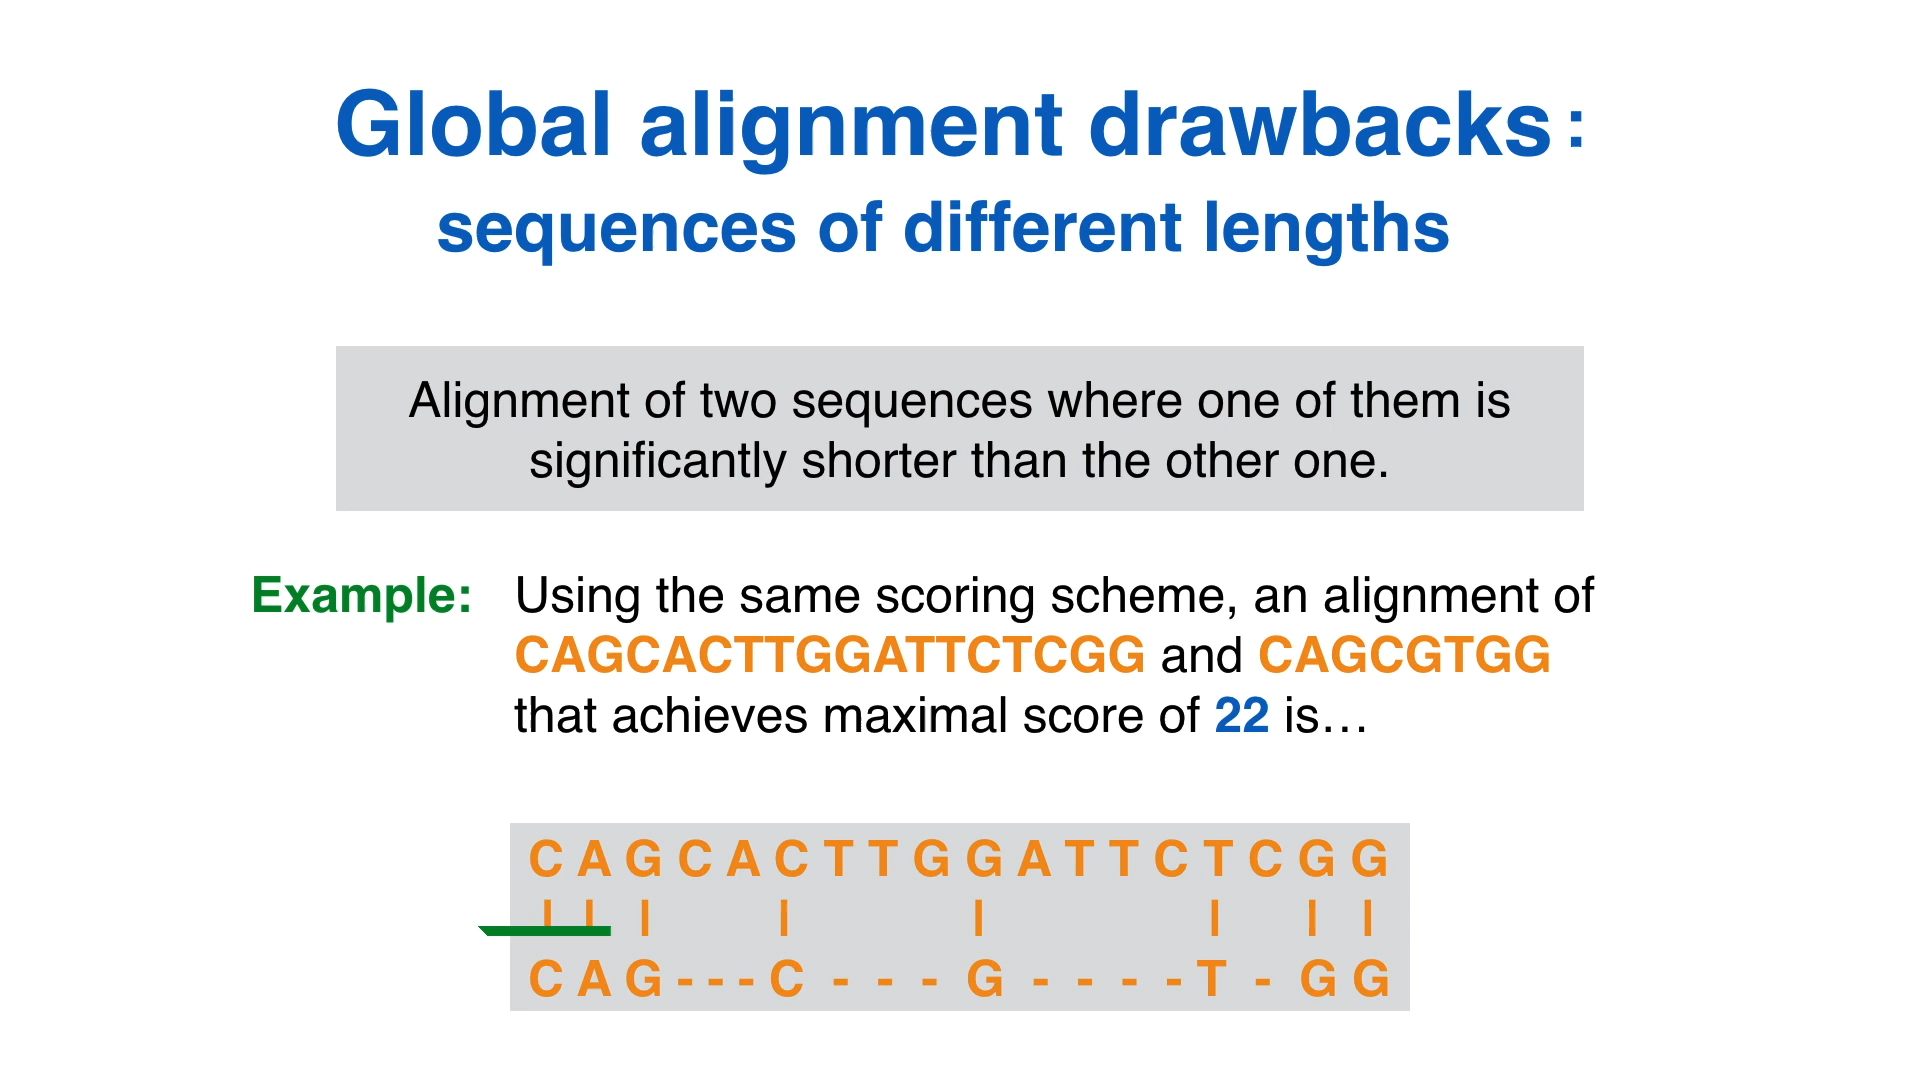 Global alignment drawbacks:
sequences of different lengths
Alignment of two sequences where one of them is
significantly shorter than the other one.
Example: Using the same scoring scheme, an alignment of
CAGCACTTGGATTCTCGG and CAGCGTGG
that achieves maximal score of 22 is…
C A G C A C T T G G A T T C T C G G
| | | | | | | |
C A G - - - C - - - G - - - - T - G G